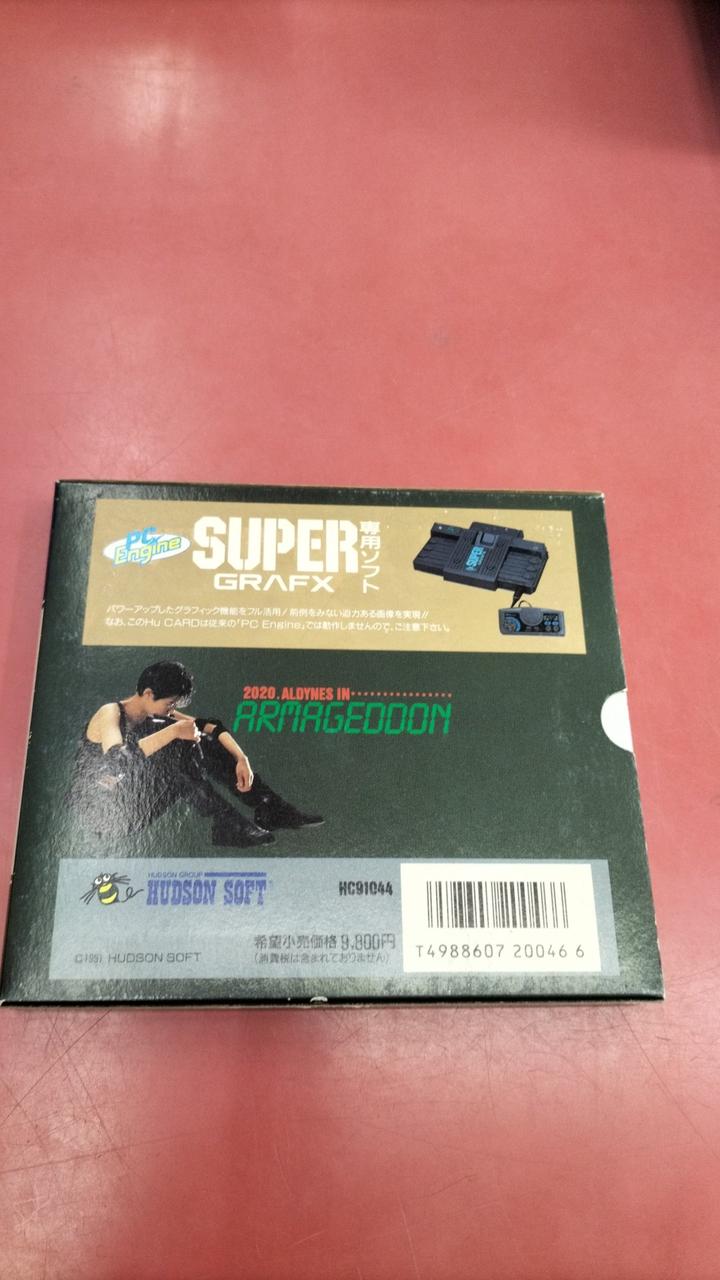 PC Engine
SUPER GRAFX
専用ソフト
SUPER
パワーアップしたグラフィック機能をフル活用!前例をみない迫力ある画像を実現!!
なお、このHu CARDは従来の「PC Engine」では動作しませんので、ご注意下さい。
2020. ALDYNES IN
ARMAGEDDON
HUDSON GROUP
HUDSON SOFT
HC91044
希望小売価格 9,800円
(消費税は含まれておりません)
©1991 HUDSON SOFT
T4988607 20046 6